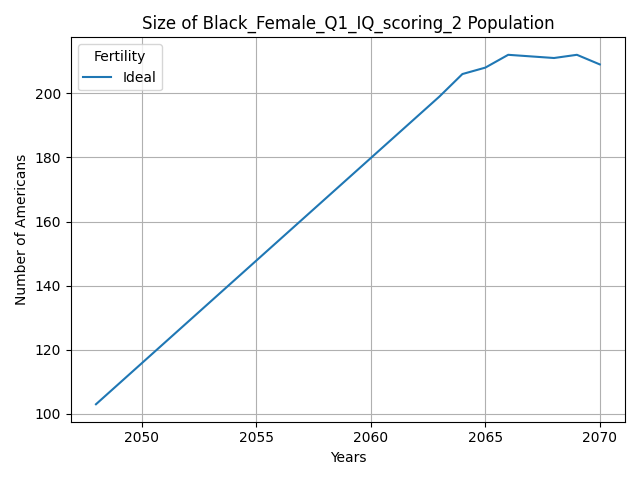 Size of Black_Female_Q1_IQ_scoring_2 Population
Fertility
Ideal
Number of Americans
200
180
160
140
120
100
2050 2055 2060 2065 2070
Years